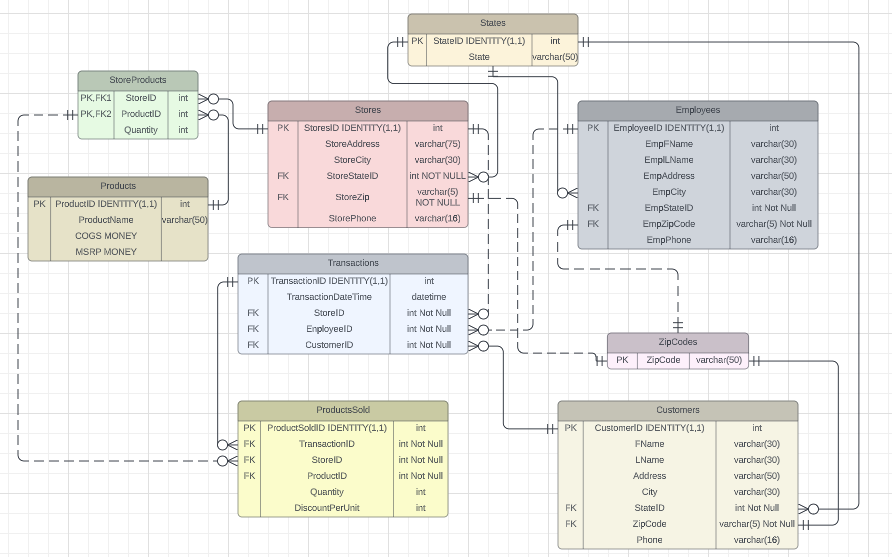 States
PK StateID IDENTITY(1,1) int
State varchar(50)
StoreProducts
PK,FK1 StoreID int
PK,FK2 ProductID int
Quantity int
Stores
PK StoresID IDENTITY(1,1) int
StoreAddress varchar(75)
StoreCity varchar(30)
FK StoreStateID int NOT NULL
FK StoreZip varchar(5) NOT NULL
StorePhone varchar(16)
Employees
PK EmployeeID IDENTITY(1,1) int
EmpFName varchar(30)
EmplLName varchar(30)
EmpAddress varchar(50)
EmpCity varchar(30)
FK EmpStateID int Not Null
FK EmpZipCode varchar(5) Not Null
EmpPhone varchar(16)
Products
PK ProductID IDENTITY(1,1) int
ProductName varchar(50)
COGS MONEY
MSRP MONEY
Transactions
PK TransactionID IDENTITY(1,1) int
TransactionDateTime datetime
FK StoreID int Not Null
FK EnployeeID int Not Null
FK CustomerID int Not Null
ZipCodes
PK ZipCode varchar(50)
ProductsSold
PK ProductSoldID IDENTITY(1,1) int
FK TransactionID int Not Null
FK StoreID int Not Null
FK ProductID int Not Null
Quantity int
DiscountPerUnit int
Customers
PK CustomerID IDENTITY(1,1) int
FName varchar(30)
LName varchar(30)
Address varchar(50)
City varchar(30)
FK StateID int Not Null
FK ZipCode varchar(5) Not Null
Phone varchar(16)